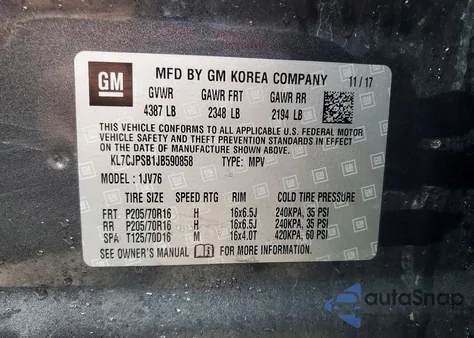 GM
MFD BY GM KOREA COMPANY 11/17
GVWR GAWR FRT GAWR RR
4387 LB 2348 LB 2194 LB
THIS VEHICLE CONFORMS TO ALL APPLICABLE U.S. FEDERAL MOTOR
VEHICLE SAFETY, BUMPER, AND THEFT PREVENTION STANDARDS IN EFFECT
ON THE DATE OF MANUFACTURE SHOWN ABOVE.
KL7CJPSB1JB590858 TYPE: MPV
MODEL: 1JV76
TIRE SIZE SPEED RTG RIM COLD TIRE PRESSURE
FRT P205/70R16 H 16x6.5J 240KPA, 35 PSI
RR P205/70R16 H 16x6.5J 240KPA, 35 PSI
SPA T125/70D16 M 16x4.0T 420KPA, 60 PSI
SEE OWNER'S MANUAL FOR MORE INFORMATION.
autoSnap